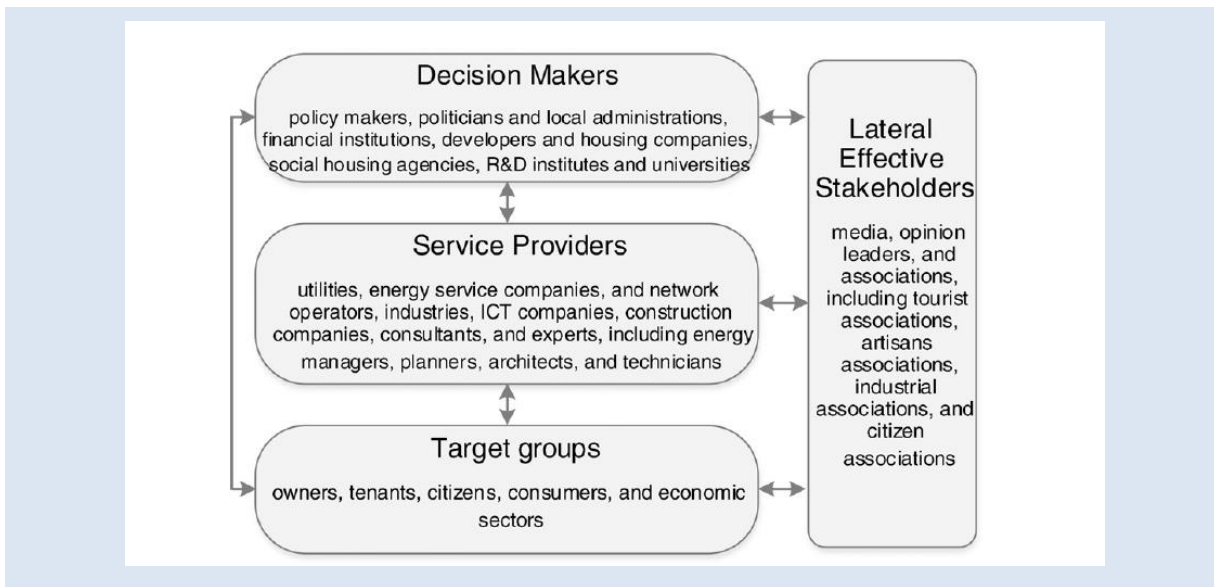 Decision Makers
policy makers, politicians and local administrations,
financial institutions, developers and housing companies,
social housing agencies, R&D institutes and universities
Service Providers
utilities, energy service companies, and network
operators, industries, ICT companies, construction
companies, consultants, and experts, including energy
managers, planners, architects, and technicians
Target groups
owners, tenants, citizens, consumers, and economic
sectors
Lateral
Effective
Stakeholders
media, opinion
leaders, and
associations,
including tourist
associations,
artisans
associations,
industrial
associations, and
citizen
associations